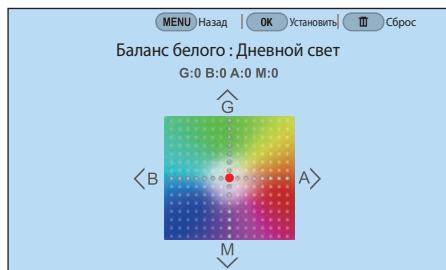 MENU Назад | OK Установить | Сброс
Баланс белого : Дневной свет
G:0 B:0 A:0 M:0
G
B A
M